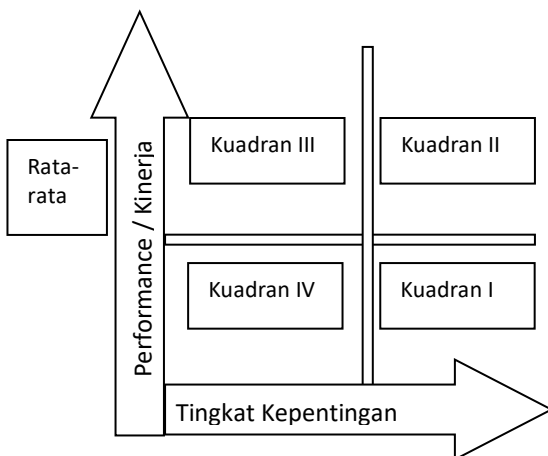 Kuadran III
Kuadran II
Rata-
rata
Performance / Kinerja
Kuadran IV
Kuadran I
Tingkat Kepentingan